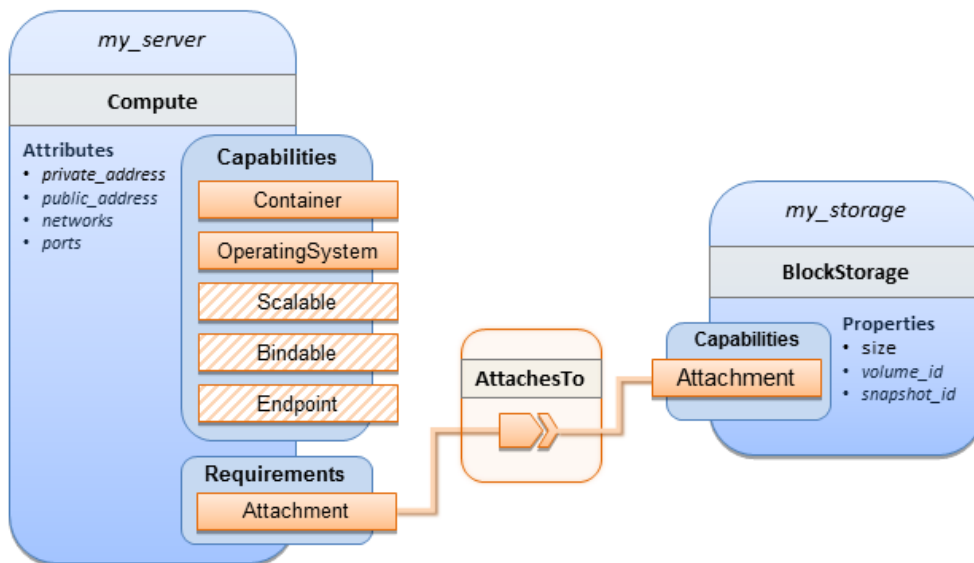 my_server
Compute
Attributes
• private_address
• public_address
• networks
• ports
Capabilities
Container
OperatingSystem
Scalable
Bindable
Endpoint
Requirements
Attachment
AttachesTo
my_storage
BlockStorage
Capabilities
Attachment
Properties
• size
• volume_id
• snapshot_id